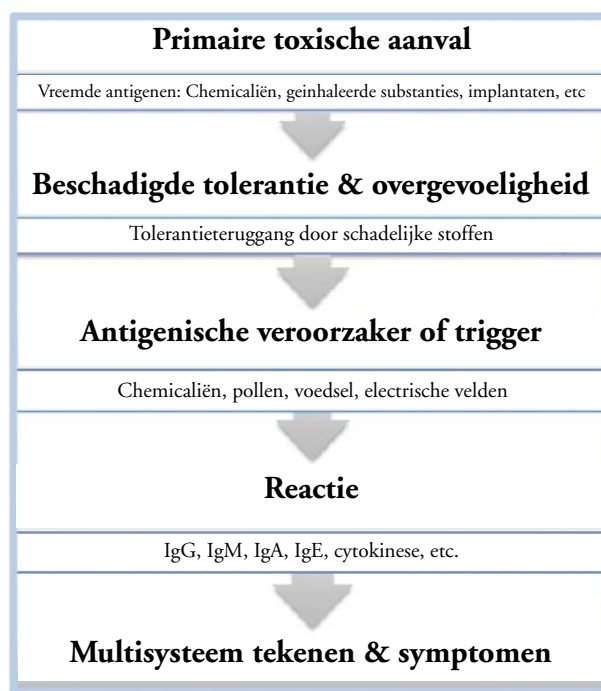 Primaire toxische aanval
Vreemde antigenen: Chemicaliën, geinhaleerde substanties, implantaten, etc
Beschadigde tolerantie & overgevoeligheid
Tolerantieteruggang door schadelijke stoffen
Antigenische veroorzaker of trigger
Chemicaliën, pollen, voedsel, electrische velden
Reactie
IgG, IgM, IgA, IgE, cytokinese, etc.
Multisysteem tekenen & symptomen